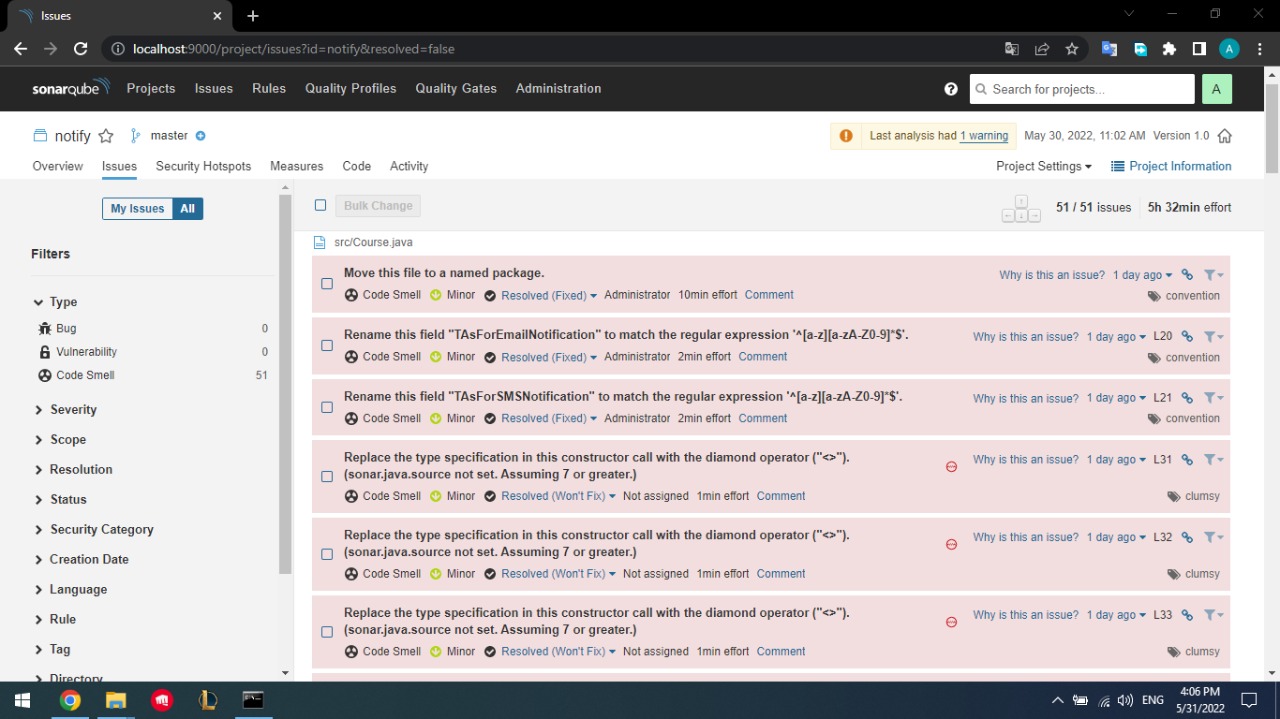 Issues
localhost:9000/project/issues?id=notify&resolved=false
A
sonarqube Projects Issues Rules Quality Profiles Quality Gates Administration ? Search for projects... A
notify master Last analysis had 1 warning May 30, 2022, 11:02 AM Version 1.0
Overview Issues Security Hotspots Measures Code Activity Project Settings Project Information
My Issues All
Bulk Change 51 / 51 issues 5h 32min effort
Filters
Type
Bug 0
Vulnerability 0
Code Smell 51
Severity
Scope
Resolution
Status
Security Category
Creation Date
Language
Rule
Tag
Directory
src/Course.java
Move this file to a named package. Why is this an issue? 1 day ago
Code Smell Minor Resolved (Fixed) Administrator 10min effort Comment convention
Rename this field "TAsForEmailNotification" to match the regular expression '^[a-z][a-zA-Z0-9]*$'. Why is this an issue? 1 day ago L20
Code Smell Minor Resolved (Fixed) Administrator 2min effort Comment convention
Rename this field "TAsForSMSNotification" to match the regular expression '^[a-z][a-zA-Z0-9]*$'. Why is this an issue? 1 day ago L21
Code Smell Minor Resolved (Fixed) Administrator 2min effort Comment convention
Replace the type specification in this constructor call with the diamond operator ("<>"). Why is this an issue? 1 day ago L31
(sonar.java.source not set. Assuming 7 or greater.)
Code Smell Minor Resolved (Won't Fix) Not assigned 1min effort Comment clumsy
Replace the type specification in this constructor call with the diamond operator ("<>"). Why is this an issue? 1 day ago L32
(sonar.java.source not set. Assuming 7 or greater.)
Code Smell Minor Resolved (Won't Fix) Not assigned 1min effort Comment clumsy
Replace the type specification in this constructor call with the diamond operator ("<>"). Why is this an issue? 1 day ago L33
(sonar.java.source not set. Assuming 7 or greater.)
Code Smell Minor Resolved (Won't Fix) Not assigned 1min effort Comment clumsy
ENG
4:06 PM
5/31/2022